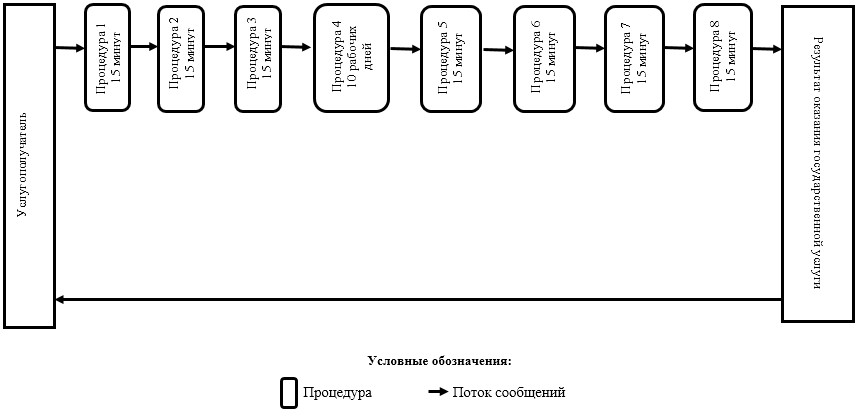 Услугополучатель
Процедура 1
15 минут
Процедура 2
15 минут
Процедура 3
15 минут
Процедура 4
10 рабочих
дней
Процедура 5
15 минут
Процедура 6
15 минут
Процедура 7
15 минут
Процедура 8
15 минут
Результат оказания государственной услуги
Условные обозначения:
Процедура
Поток сообщений